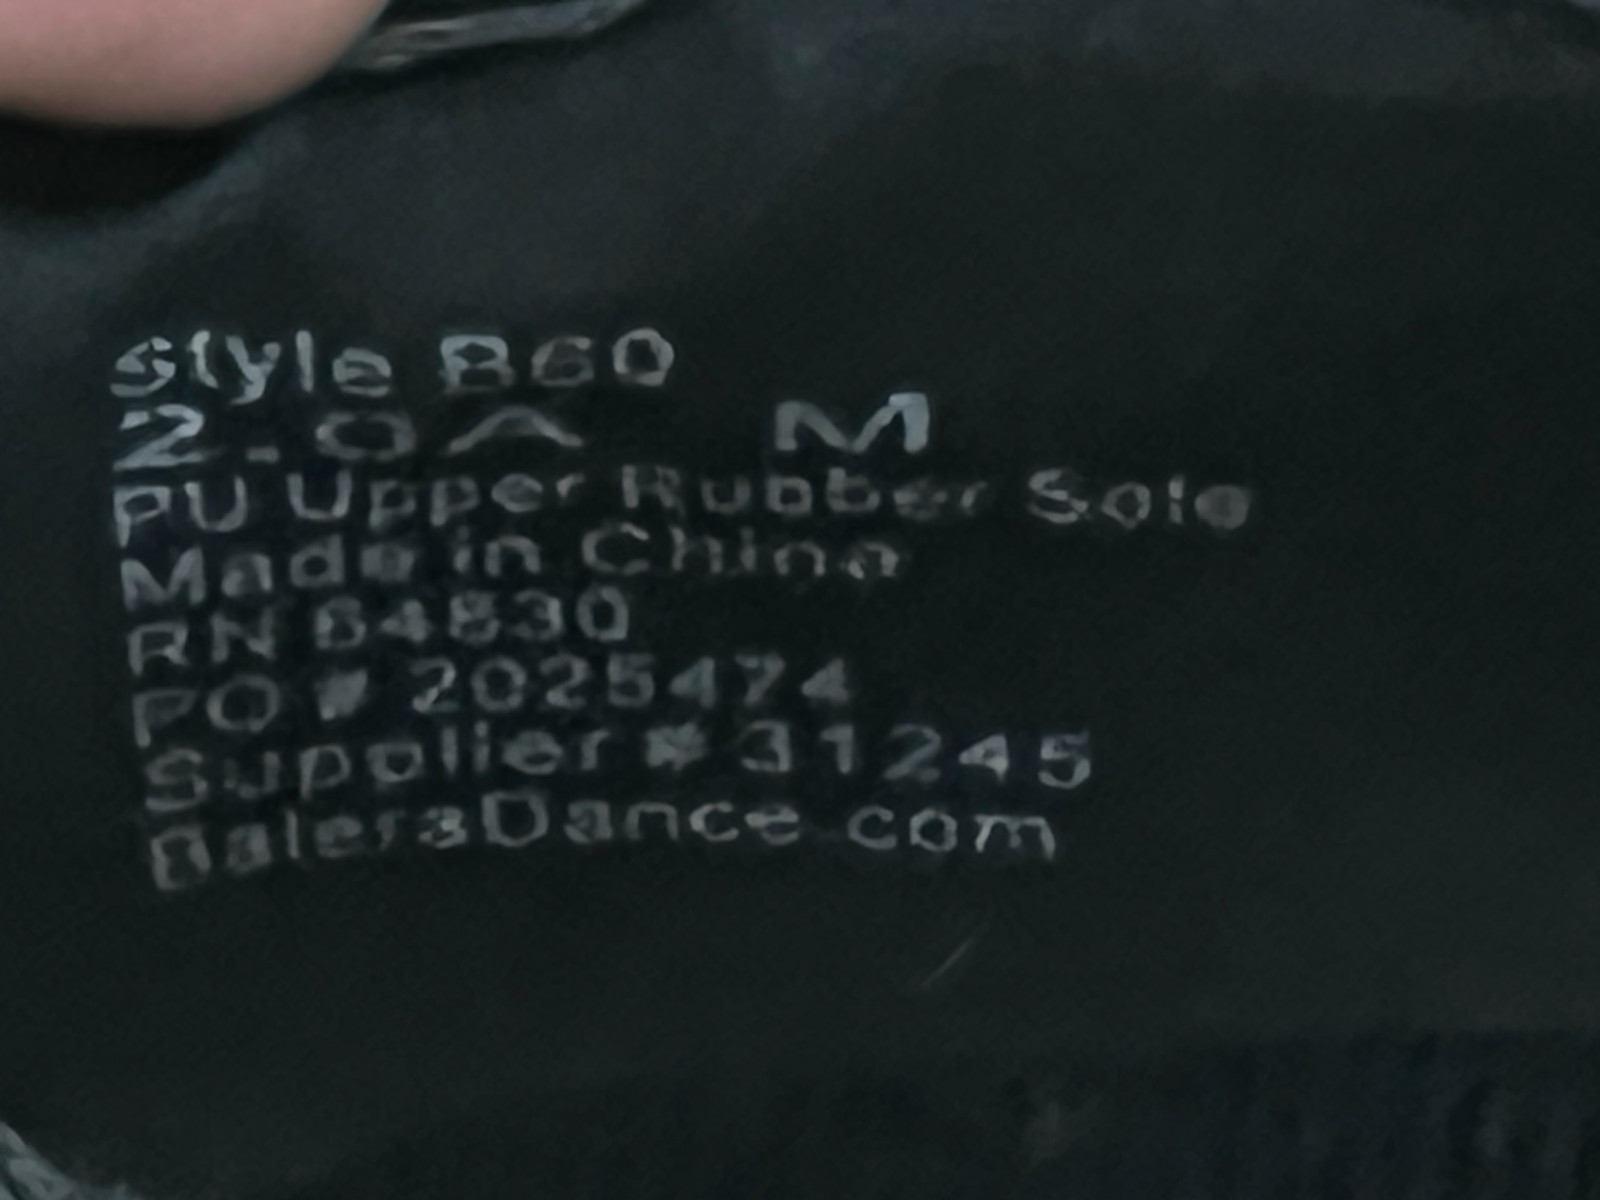 Style B60
2.0A M
PU Upper Rubber Sole
Made in China
RN 64830
PO # 2025474
Supplier # 31245
BaleraDance.com